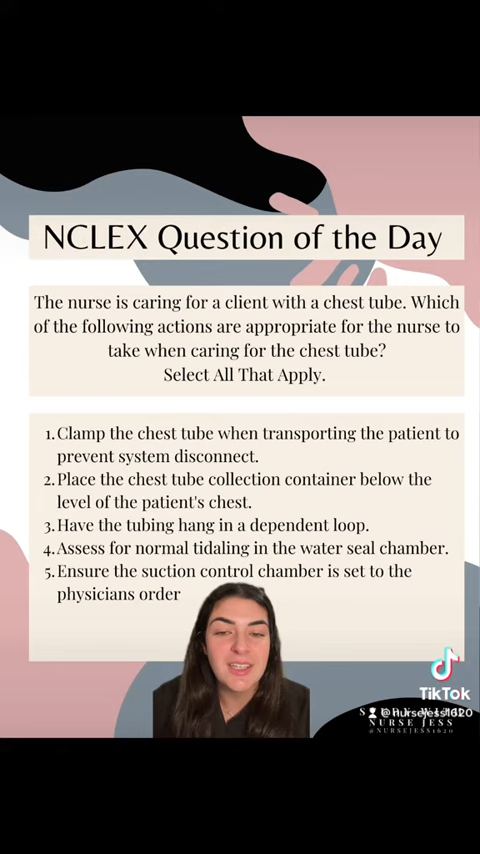 NCLEX Question of the Day
The nurse is caring for a client with a chest tube. Which
of the following actions are appropriate for the nurse to
take when caring for the chest tube?
Select All That Apply.
1. Clamp the chest tube when transporting the patient to
prevent system disconnect.
2. Place the chest tube collection container below the
level of the patient's chest.
3. Have the tubing hang in a dependent loop.
4. Assess for normal tidaling in the water seal chamber.
5. Ensure the suction control chamber is set to the
physicians order
TikTok
@nursejess1620
NURSE JESS
@NURSEJESS1620